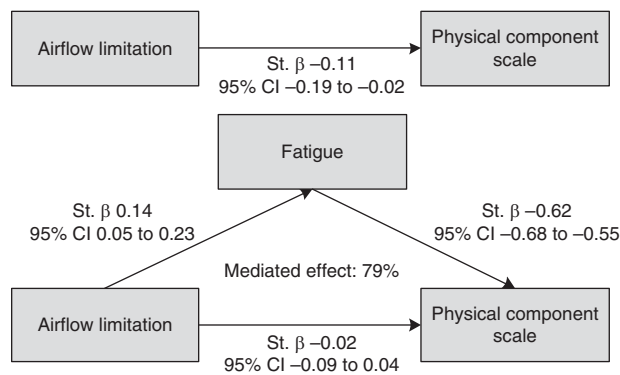 Airflow limitation
Physical component
scale
St. β –0.11
95% CI –0.19 to –0.02
Fatigue
St. β 0.14
95% CI 0.05 to 0.23
St. β –0.62
95% CI –0.68 to –0.55
Mediated effect: 79%
Airflow limitation
Physical component
scale
St. β –0.02
95% CI –0.09 to 0.04